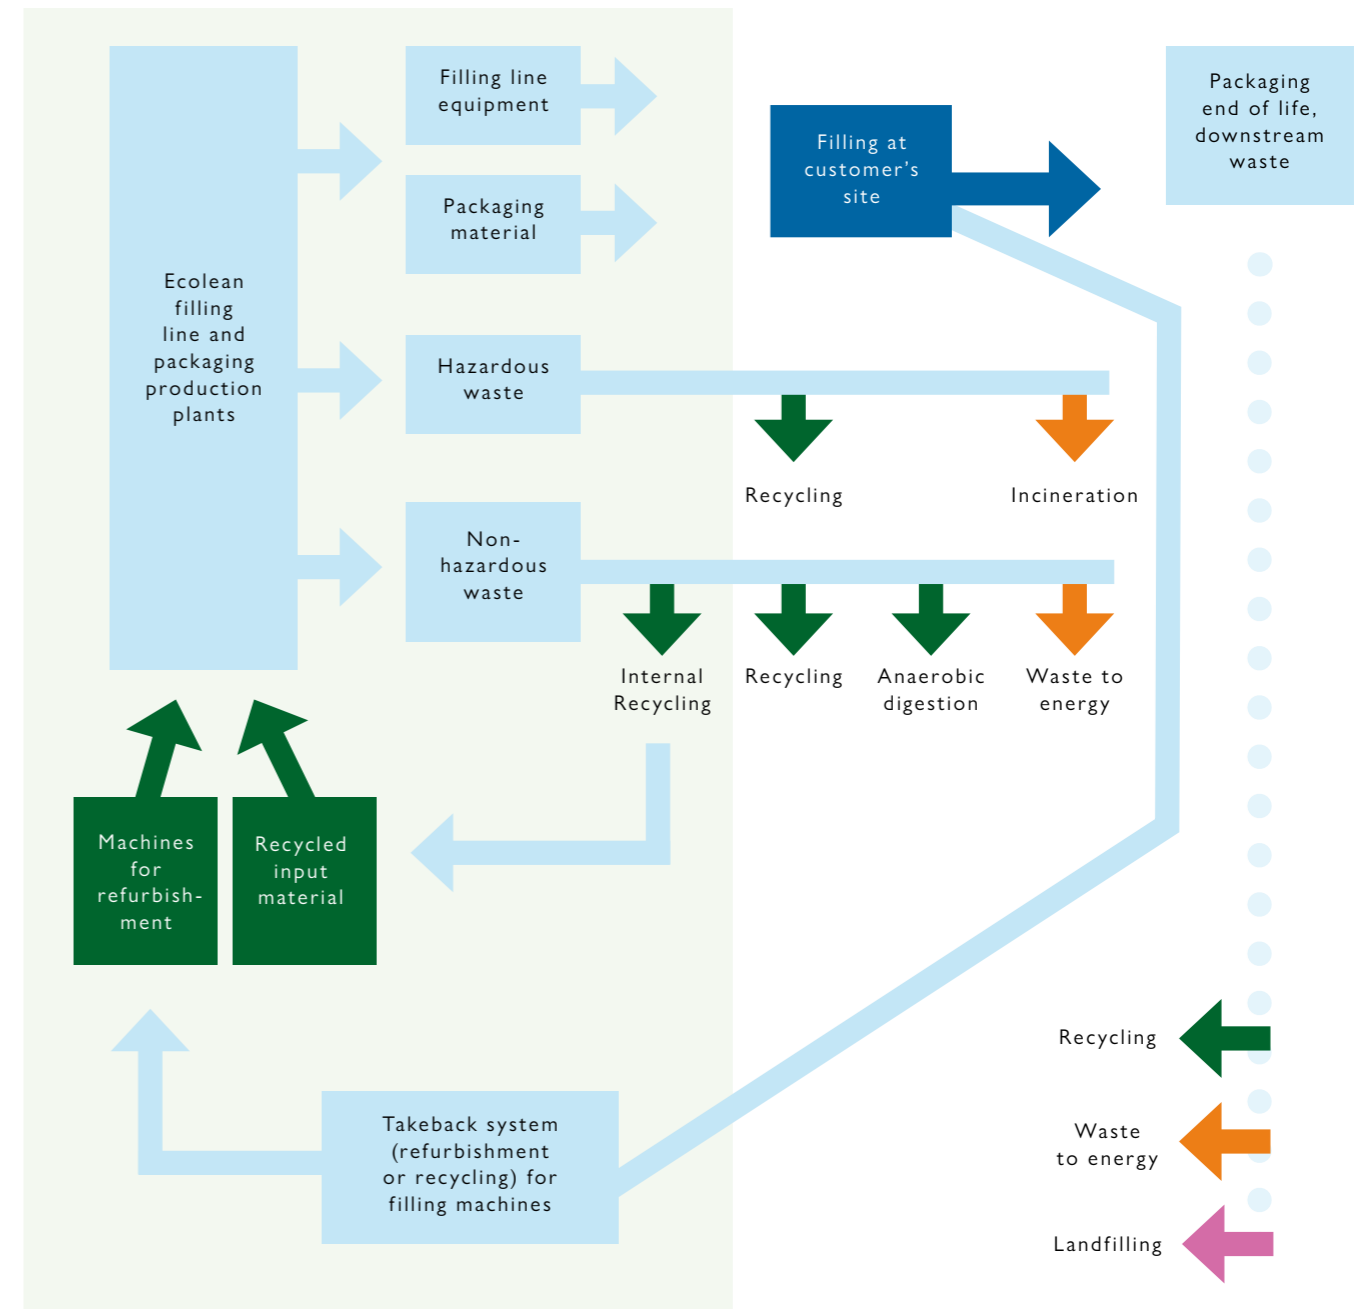 Filling line
equipment
Packaging
material
Ecolean
filling
line and
packaging
production
plants
Hazardous
waste
Non-
hazardous
waste
Filling at
customer's
site
Packaging
end of life,
downstream
waste
Recycling
Incineration
Internal
Recycling
Recycling
Anaerobic
digestion
Waste to
energy
Machines
for
refurbish-
ment
Recycled
input
material
Takeback system
(refurbishment
or recycling) for
filling machines
Recycling
Waste
to energy
Landfilling